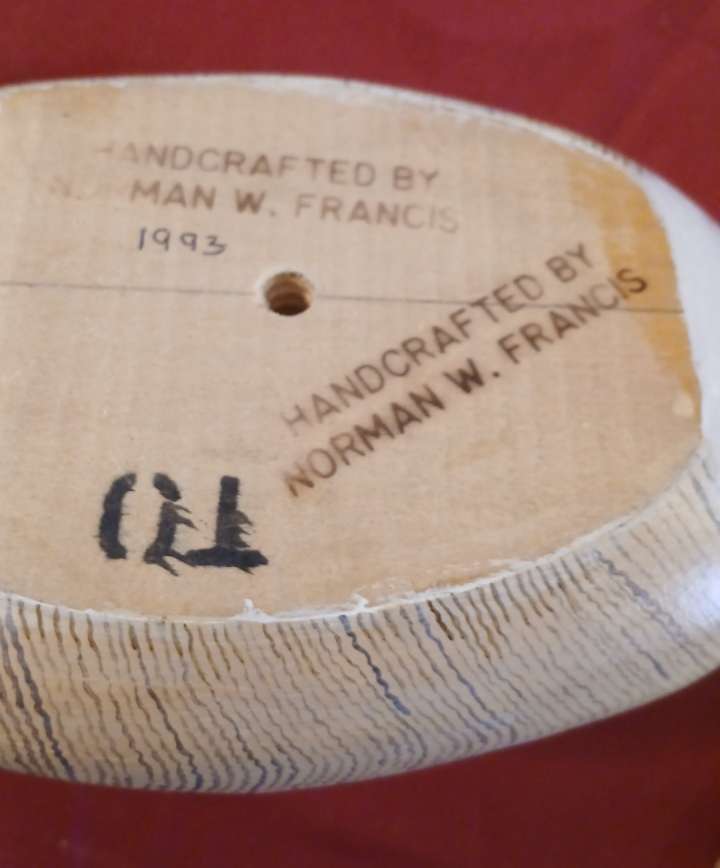 HANDCRAFTED BY
NORMAN W. FRANCIS
1993
HANDCRAFTED BY
NORMAN W. FRANCIS